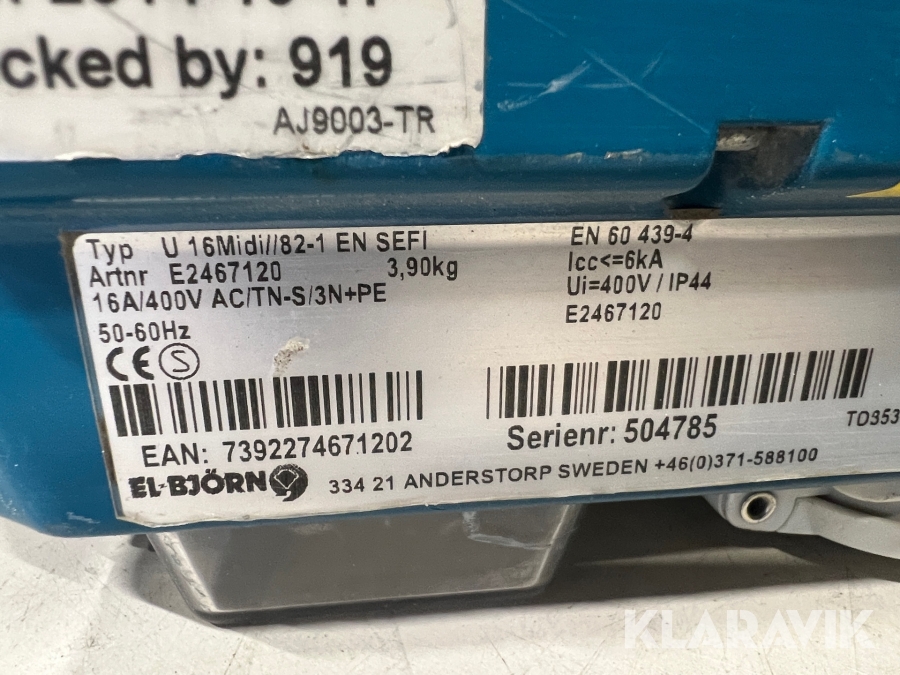 cked by: 919
AJ9003-TR
Typ U 16Midi//82-1 EN SEFI
Artnr E2467120 3,90kg
16A/400V AC/TN-S/3N+PE
50-60Hz
CE S
EN 60 439-4
Icc<=6kA
Ui=400V / IP44
E2467120
EAN: 7392274671202
Serienr: 504785
TO353
EL-BJÖRN
334 21 ANDERSTORP SWEDEN +46(0)371-588100
KLARAVIK